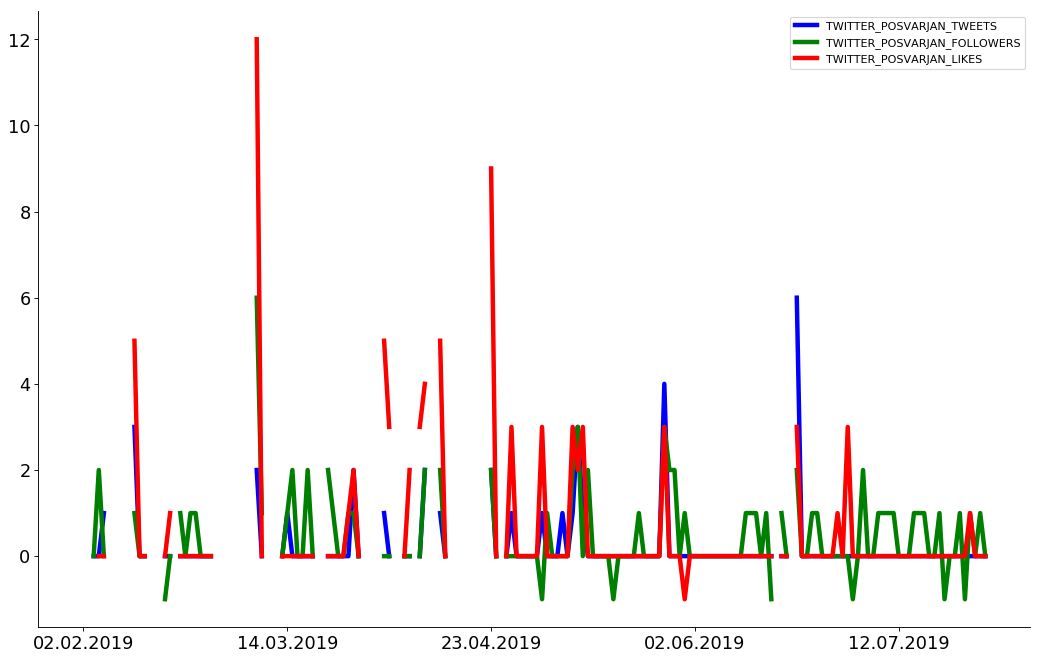 TWITTER_POSVARJAN_TWEETS
TWITTER_POSVARJAN_FOLLOWERS
TWITTER_POSVARJAN_LIKES
12
10
8
6
4
2
0
02.02.2019 14.03.2019 23.04.2019 02.06.2019 12.07.2019